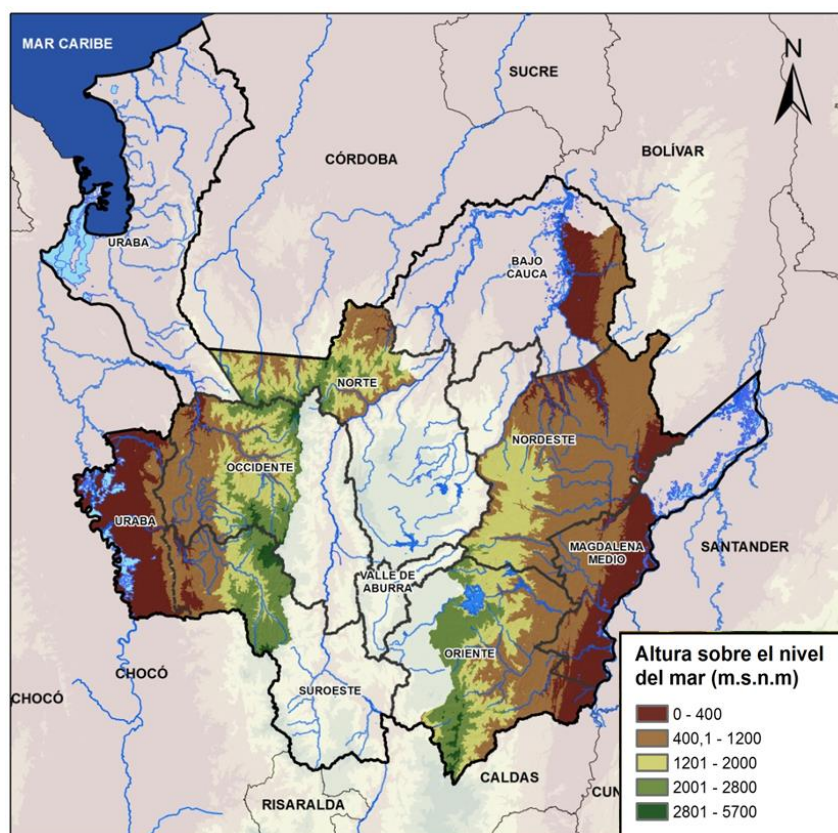 MAR CARIBE
SUCRE
N
CÓRDOBA
BOLÍVAR
URABA
BAJO
CAUCA
NORTE
NORDESTE
OCCIDENTE
URABA
MAGDALENA
MEDIO
SANTANDER
VALLE DE
ABURRA
ORIENTE
CHOCÓ
CHOCÓ
SUROESTE
CALDAS
CUN
RISARALDA
Altura sobre el nivel
del mar (m.s.n.m)
0 - 400
400,1 - 1200
1201 - 2000
2001 - 2800
2801 - 5700